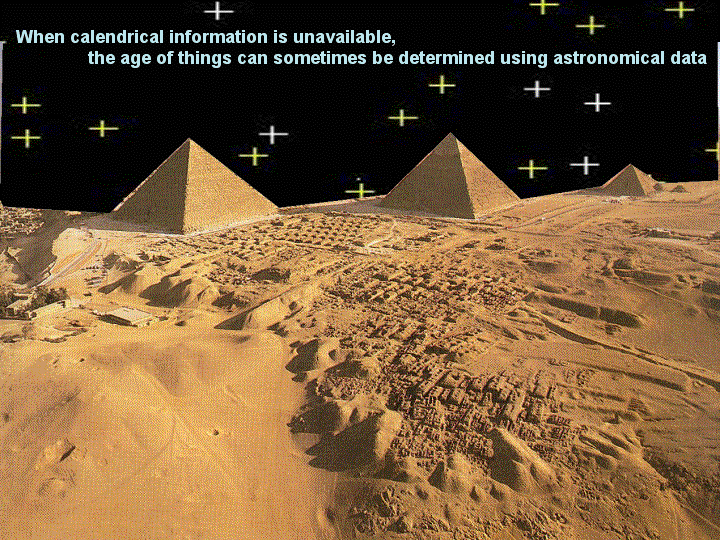 When calendrical information is unavailable,
the age of things can sometimes be determined using astronomical data